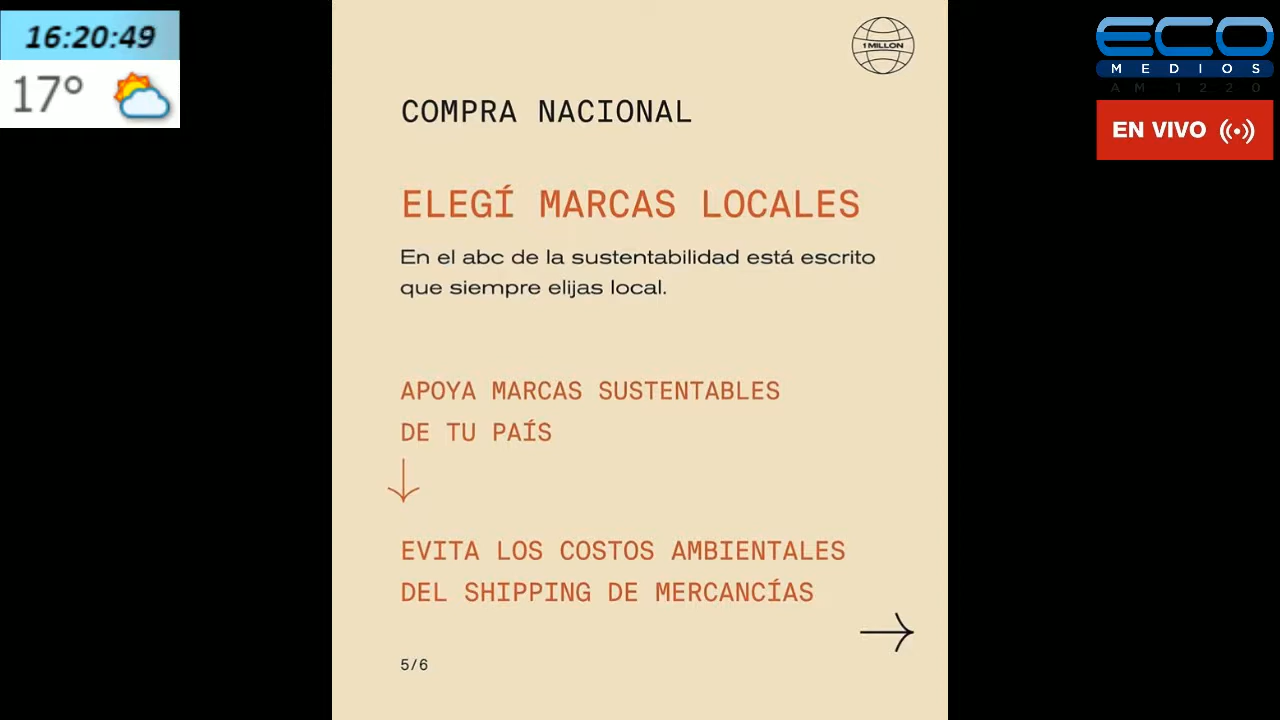 16:20:49
17°
1 MILLON
ECO
MEDIOS
AM 1220
EN VIVO
COMPRA NACIONAL
ELEGÍ MARCAS LOCALES
En el abc de la sustentabilidad está escrito
que siempre elijas local.
APOYA MARCAS SUSTENTABLES
DE TU PAÍS
EVITA LOS COSTOS AMBIENTALES
DEL SHIPPING DE MERCANCÍAS
5/6